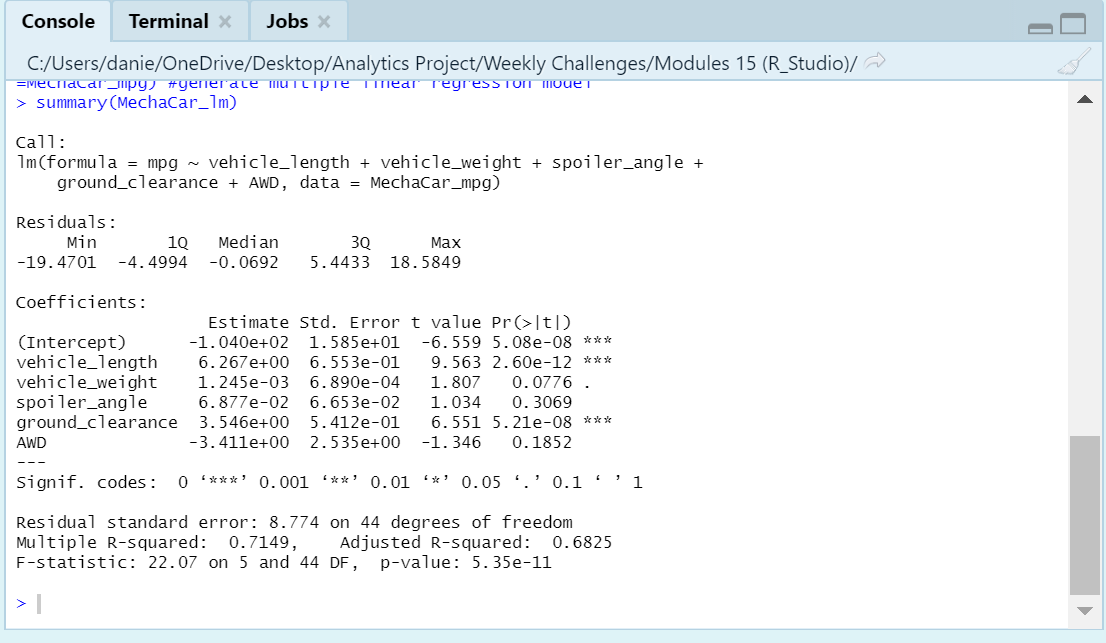 Console Terminal × Jobs ×
C:/Users/danie/OneDrive/Desktop/Analytics Project/Weekly Challenges/Modules 15 (R_Studio)/
=MechaCar_mpg) #generate multiple linear regression model
> summary(MechaCar_lm)
Call:
lm(formula = mpg ~ vehicle_length + vehicle_weight + spoiler_angle +
    ground_clearance + AWD, data = MechaCar_mpg)
Residuals:
     Min       1Q   Median       3Q      Max
-19.4701  -4.4994  -0.0692   5.4433  18.5849
Coefficients:
                   Estimate Std. Error t value Pr(>|t|)
(Intercept)      -1.040e+02  1.585e+01  -6.559 5.08e-08 ***
vehicle_length    6.267e+00  6.553e-01   9.563 2.60e-12 ***
vehicle_weight    1.245e-03  6.890e-04   1.807   0.0776 .
spoiler_angle     6.877e-02  6.653e-02   1.034   0.3069
ground_clearance  3.546e+00  5.412e-01   6.551 5.21e-08 ***
AWD              -3.411e+00  2.535e+00  -1.346   0.1852
---
Signif. codes:  0 ‘***’ 0.001 ‘**’ 0.01 ‘*’ 0.05 ‘.’ 0.1 ‘ ’ 1
Residual standard error: 8.774 on 44 degrees of freedom
Multiple R-squared:  0.7149,    Adjusted R-squared:  0.6825
F-statistic: 22.07 on 5 and 44 DF,  p-value: 5.35e-11
>